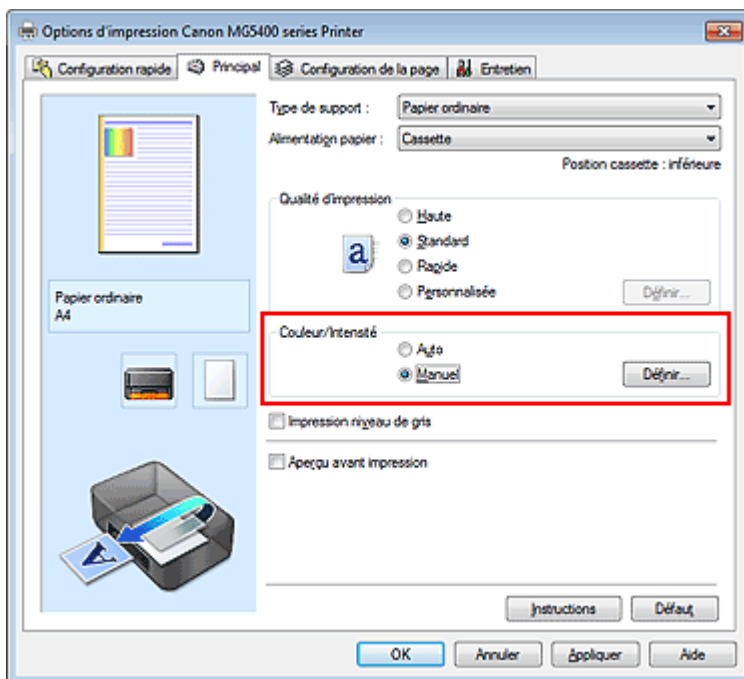 Options d'impression Canon MG5400 series Printer
Configuration rapide
Principal
Configuration de la page
Entretien
Type de support :
Papier ordinaire
Alimentation papier :
Cassette
Position cassette : inférieure
Qualité d'impression
Haute
Standard
Rapide
Personnalisée
Définir...
a
Papier ordinaire
A4
Couleur/Intensité
Auto
Manuel
Définir...
Impression niveau de gris
Aperçu avant impression
A
Instructions
Défaut
OK
Annuler
Appliquer
Aide